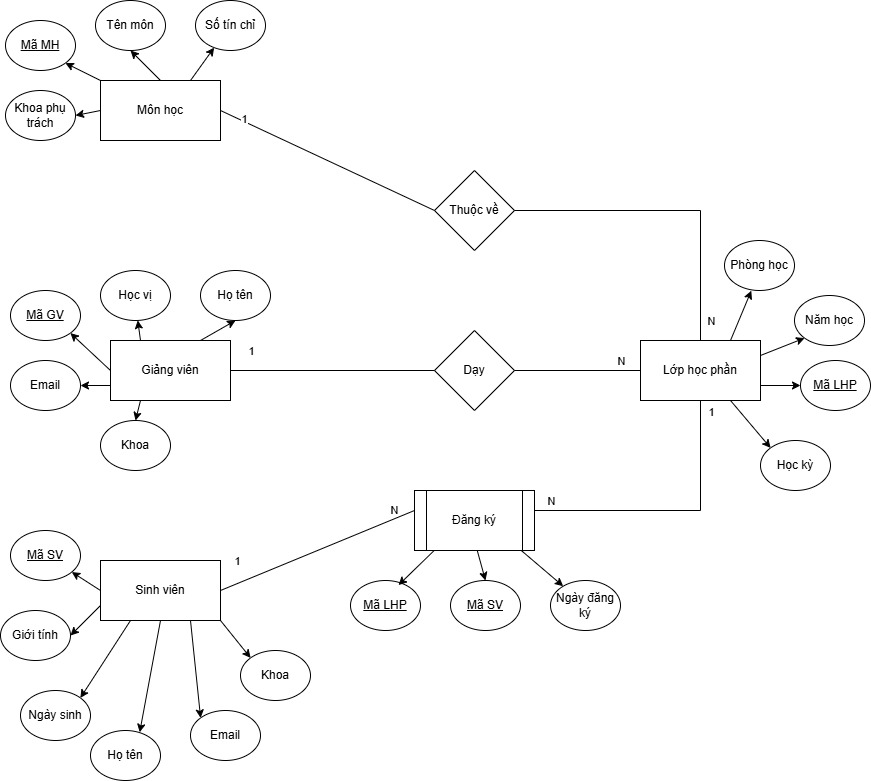 Tên môn
Số tín chỉ
Mã MH
Khoa phụ
trách
Môn học
1
Thuộc về
Phòng học
Học vị
Họ tên
Mã GV
Năm học
N
1
Giảng viên
Dạy
N
Lớp học phần
Email
Mã LHP
1
Khoa
Học kỳ
N
N
Đăng ký
Mã SV
1
Sinh viên
Mã LHP
Mã SV
Ngày đăng
ký
Giới tính
Khoa
Ngày sinh
Email
Họ tên